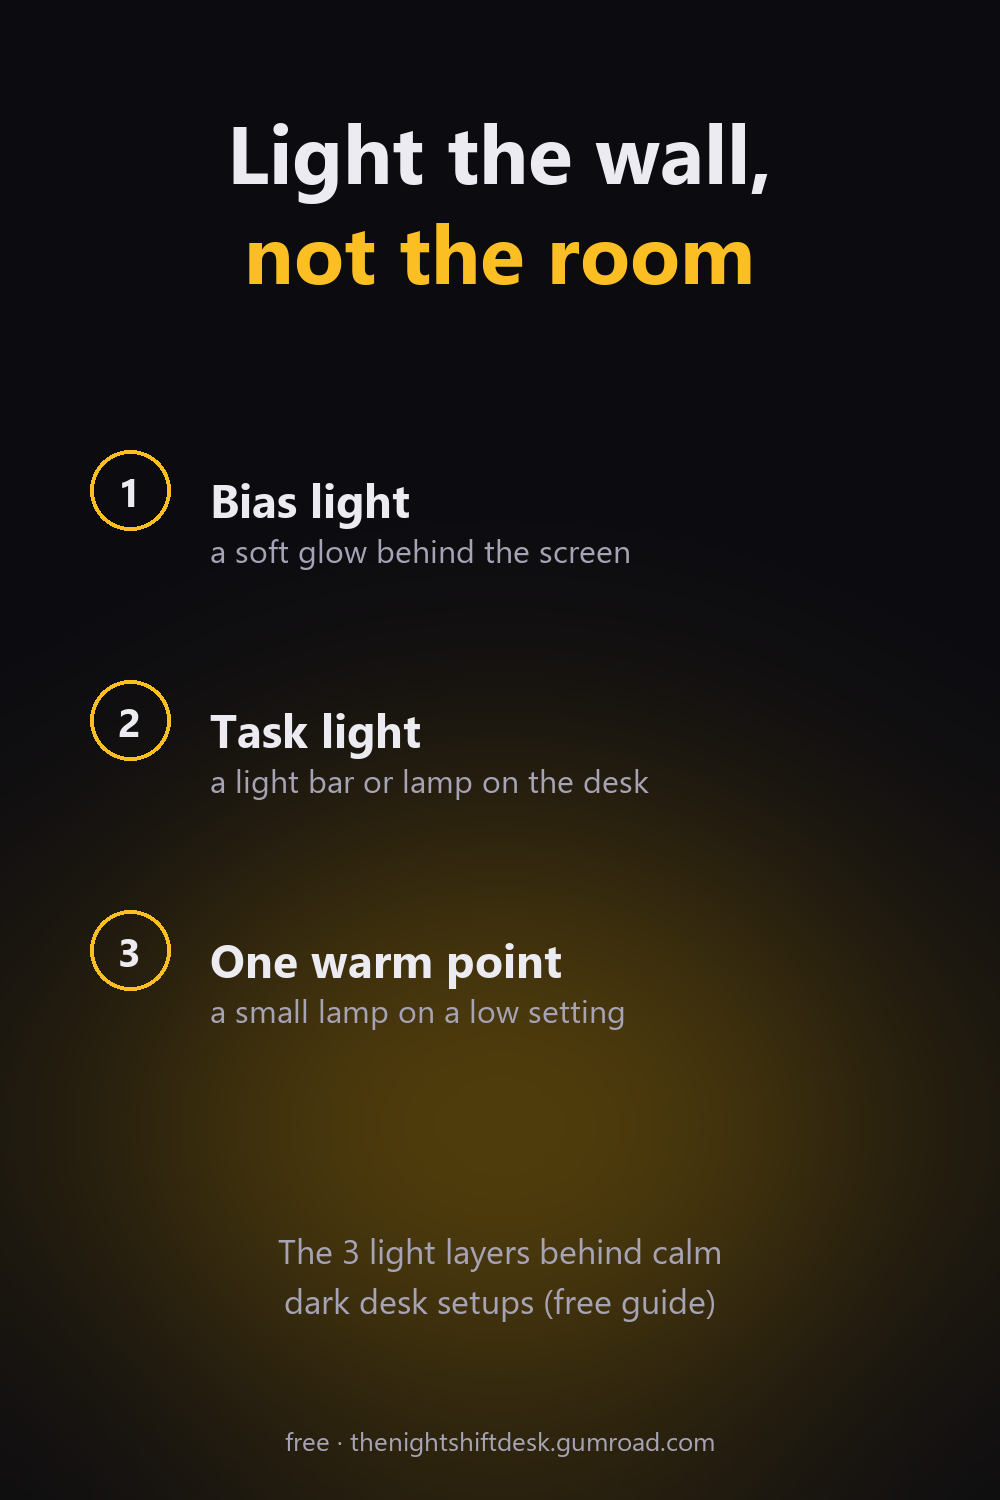 Light the wall,
not the room
1
Bias light
a soft glow behind the screen
2
Task light
a light bar or lamp on the desk
3
One warm point
a small lamp on a low setting
The 3 light layers behind calm
dark desk setups (free guide)
free · thenightshiftdesk.gumroad.com